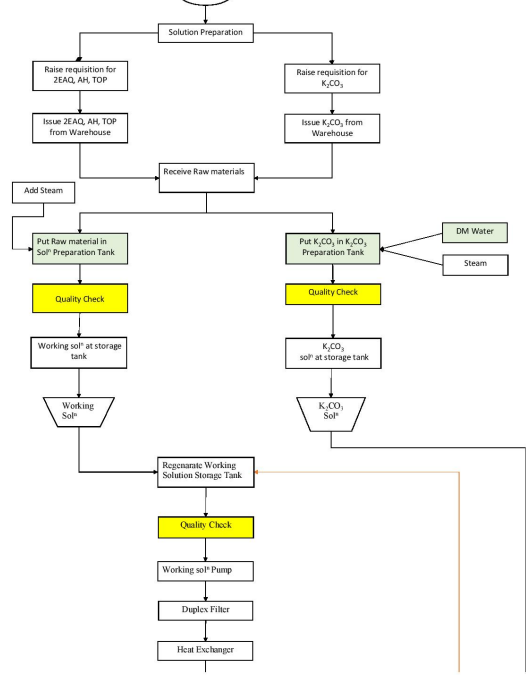 Solution Preparation
Raise requisition for
2EAQ, AH, TOP
Raise requisition for
K₂CO₃
Issue 2EAQ, AH, TOP
from Warehouse
Issue K₂CO₃ from
Warehouse
Receive Raw materials
Add Steam
Put Raw material in
Solⁿ Preparation Tank
Put K₂CO₃ in K₂CO₃
Preparation Tank
DM Water
Steam
Quality Check
Quality Check
Working solⁿ at storage
tank
K₂CO₃
solⁿ at storage tank
Working
Solⁿ
K₂CO₃
Solⁿ
Regenarate Working
Solution Storage Tank
Quality Check
Working solⁿ Pump
Duplex Filter
Heat Exchanger